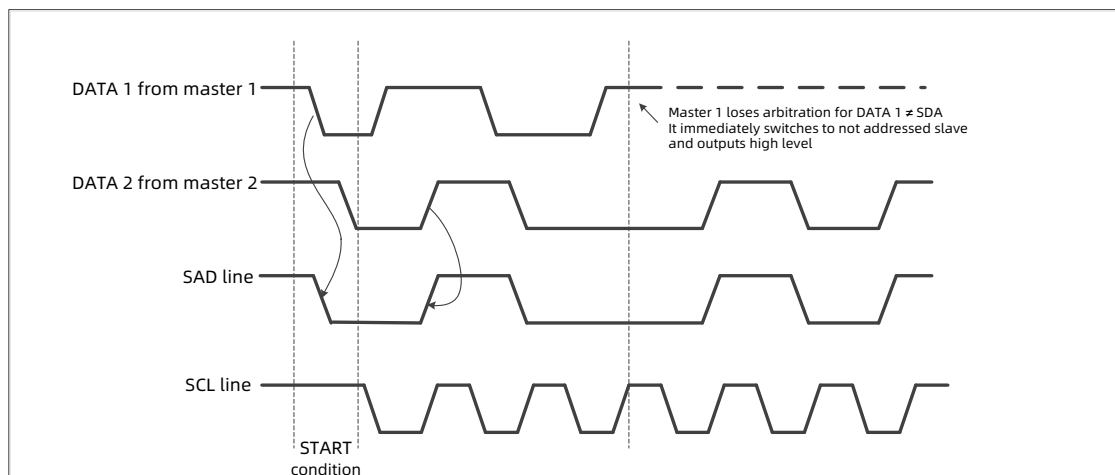 DATA 1 from master 1
Master 1 loses arbitration for DATA 1 ≠ SDA
It immediately switches to not addressed slave
and outputs high level
DATA 2 from master 2
SAD line
SCL line
START
condition